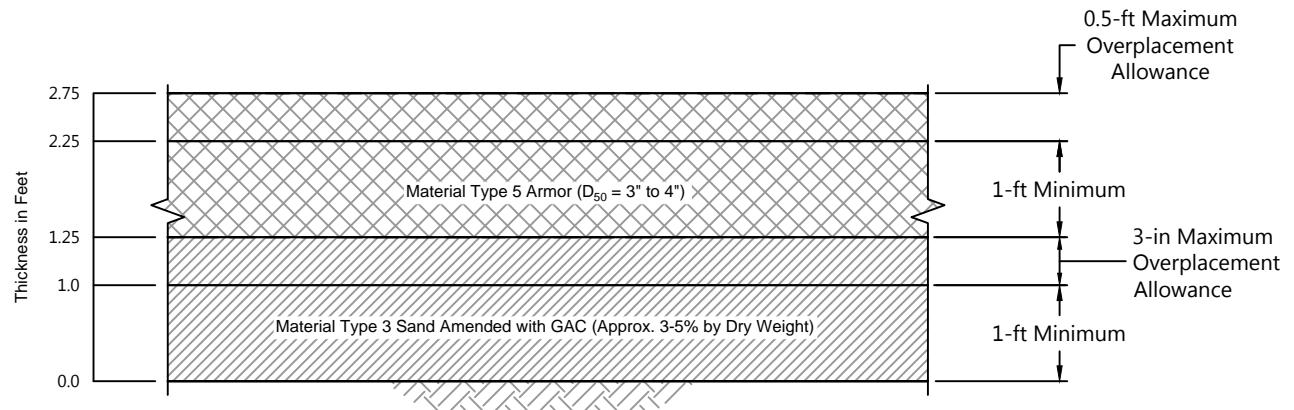 0.5-ft Maximum
Overplacement
Allowance
2.75
2.25
Material Type 5 Armor (D50 = 3" to 4")
1-ft Minimum
1.25
3-in Maximum
Overplacement
Allowance
1.0
Material Type 3 Sand Amended with GAC (Approx. 3-5% by Dry Weight)
1-ft Minimum
0.0
Thickness in Feet